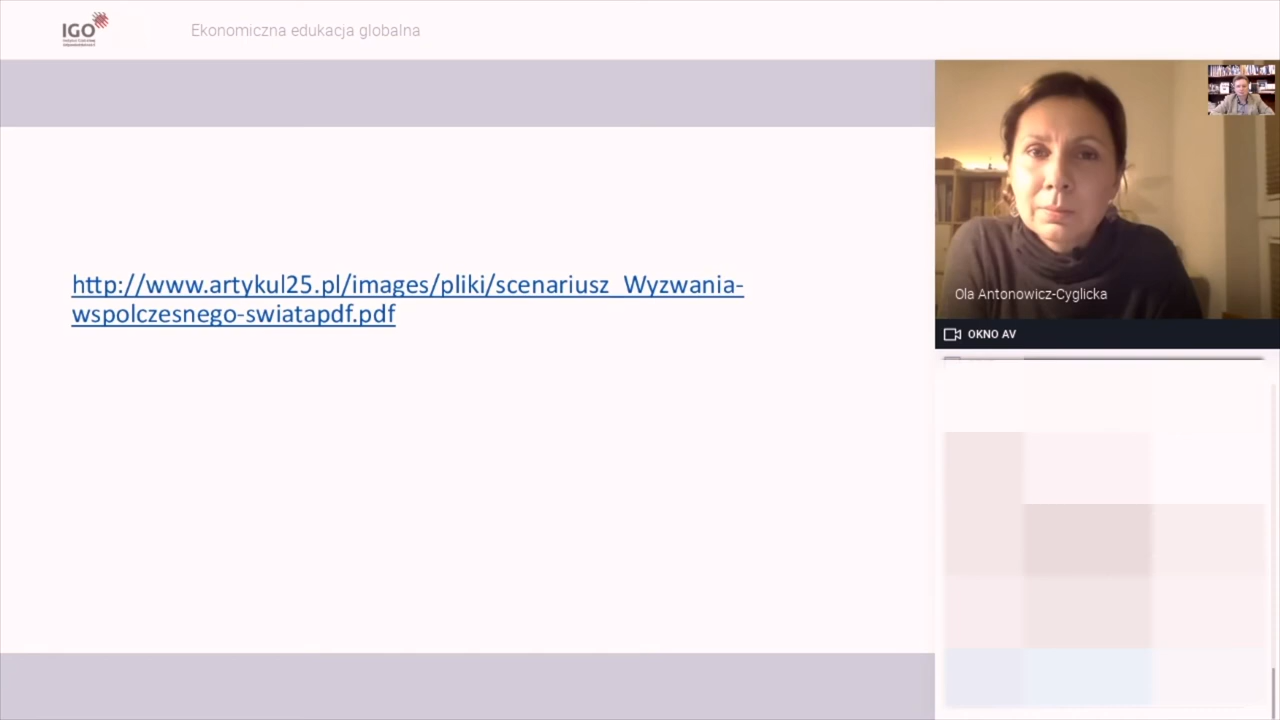 IGO
Ekonomiczna edukacja globalna
http://www.artykul25.pl/images/pliki/scenariusz_Wyzwania-
wspolczesnego-swiatapdf.pdf
Ola Antonowicz-Cyglicka
OKNO AV